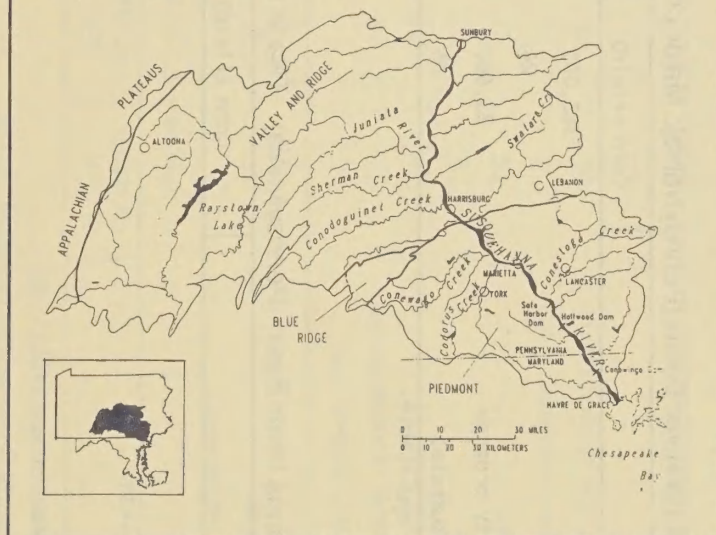 SUNBURY
APPALACHIAN PLATEAUS
VALLEY AND RIDGE
ALTOONA
Juniata River
Swatara Cr
Sherman Creek
LEBANON
Raystown Lake
HARRISBURG
Conodoguinet Creek
SUSQUEHANNA RIVER
Conestoga Creek
MARIETTA
LANCASTER
Conewago Creek
YORK
Codorus Creek
Safe Harbor Dam
Holtwood Dam
BLUE RIDGE
PENNSYLVANIA
MARYLAND
Conowingo Dam
PIEDMONT
HAVRE DE GRACE
0 10 20 30 MILES
0 10 20 30 KILOMETERS
Chesapeake
Bay